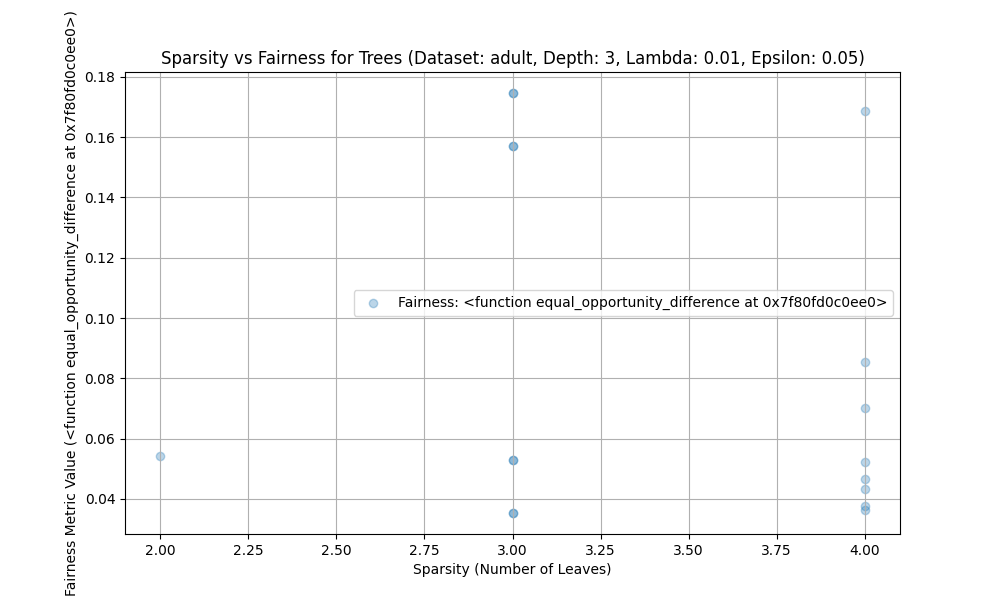 Sparsity vs Fairness for Trees (Dataset: adult, Depth: 3, Lambda: 0.01, Epsilon: 0.05)
Fairness Metric Value (<function equal_opportunity_difference at 0x7f80fd0c0ee0>)
0.18
0.16
0.14
0.12
0.10
0.08
0.06
0.04
Fairness: <function equal_opportunity_difference at 0x7f80fd0c0ee0>
2.00 2.25 2.50 2.75 3.00 3.25 3.50 3.75 4.00
Sparsity (Number of Leaves)